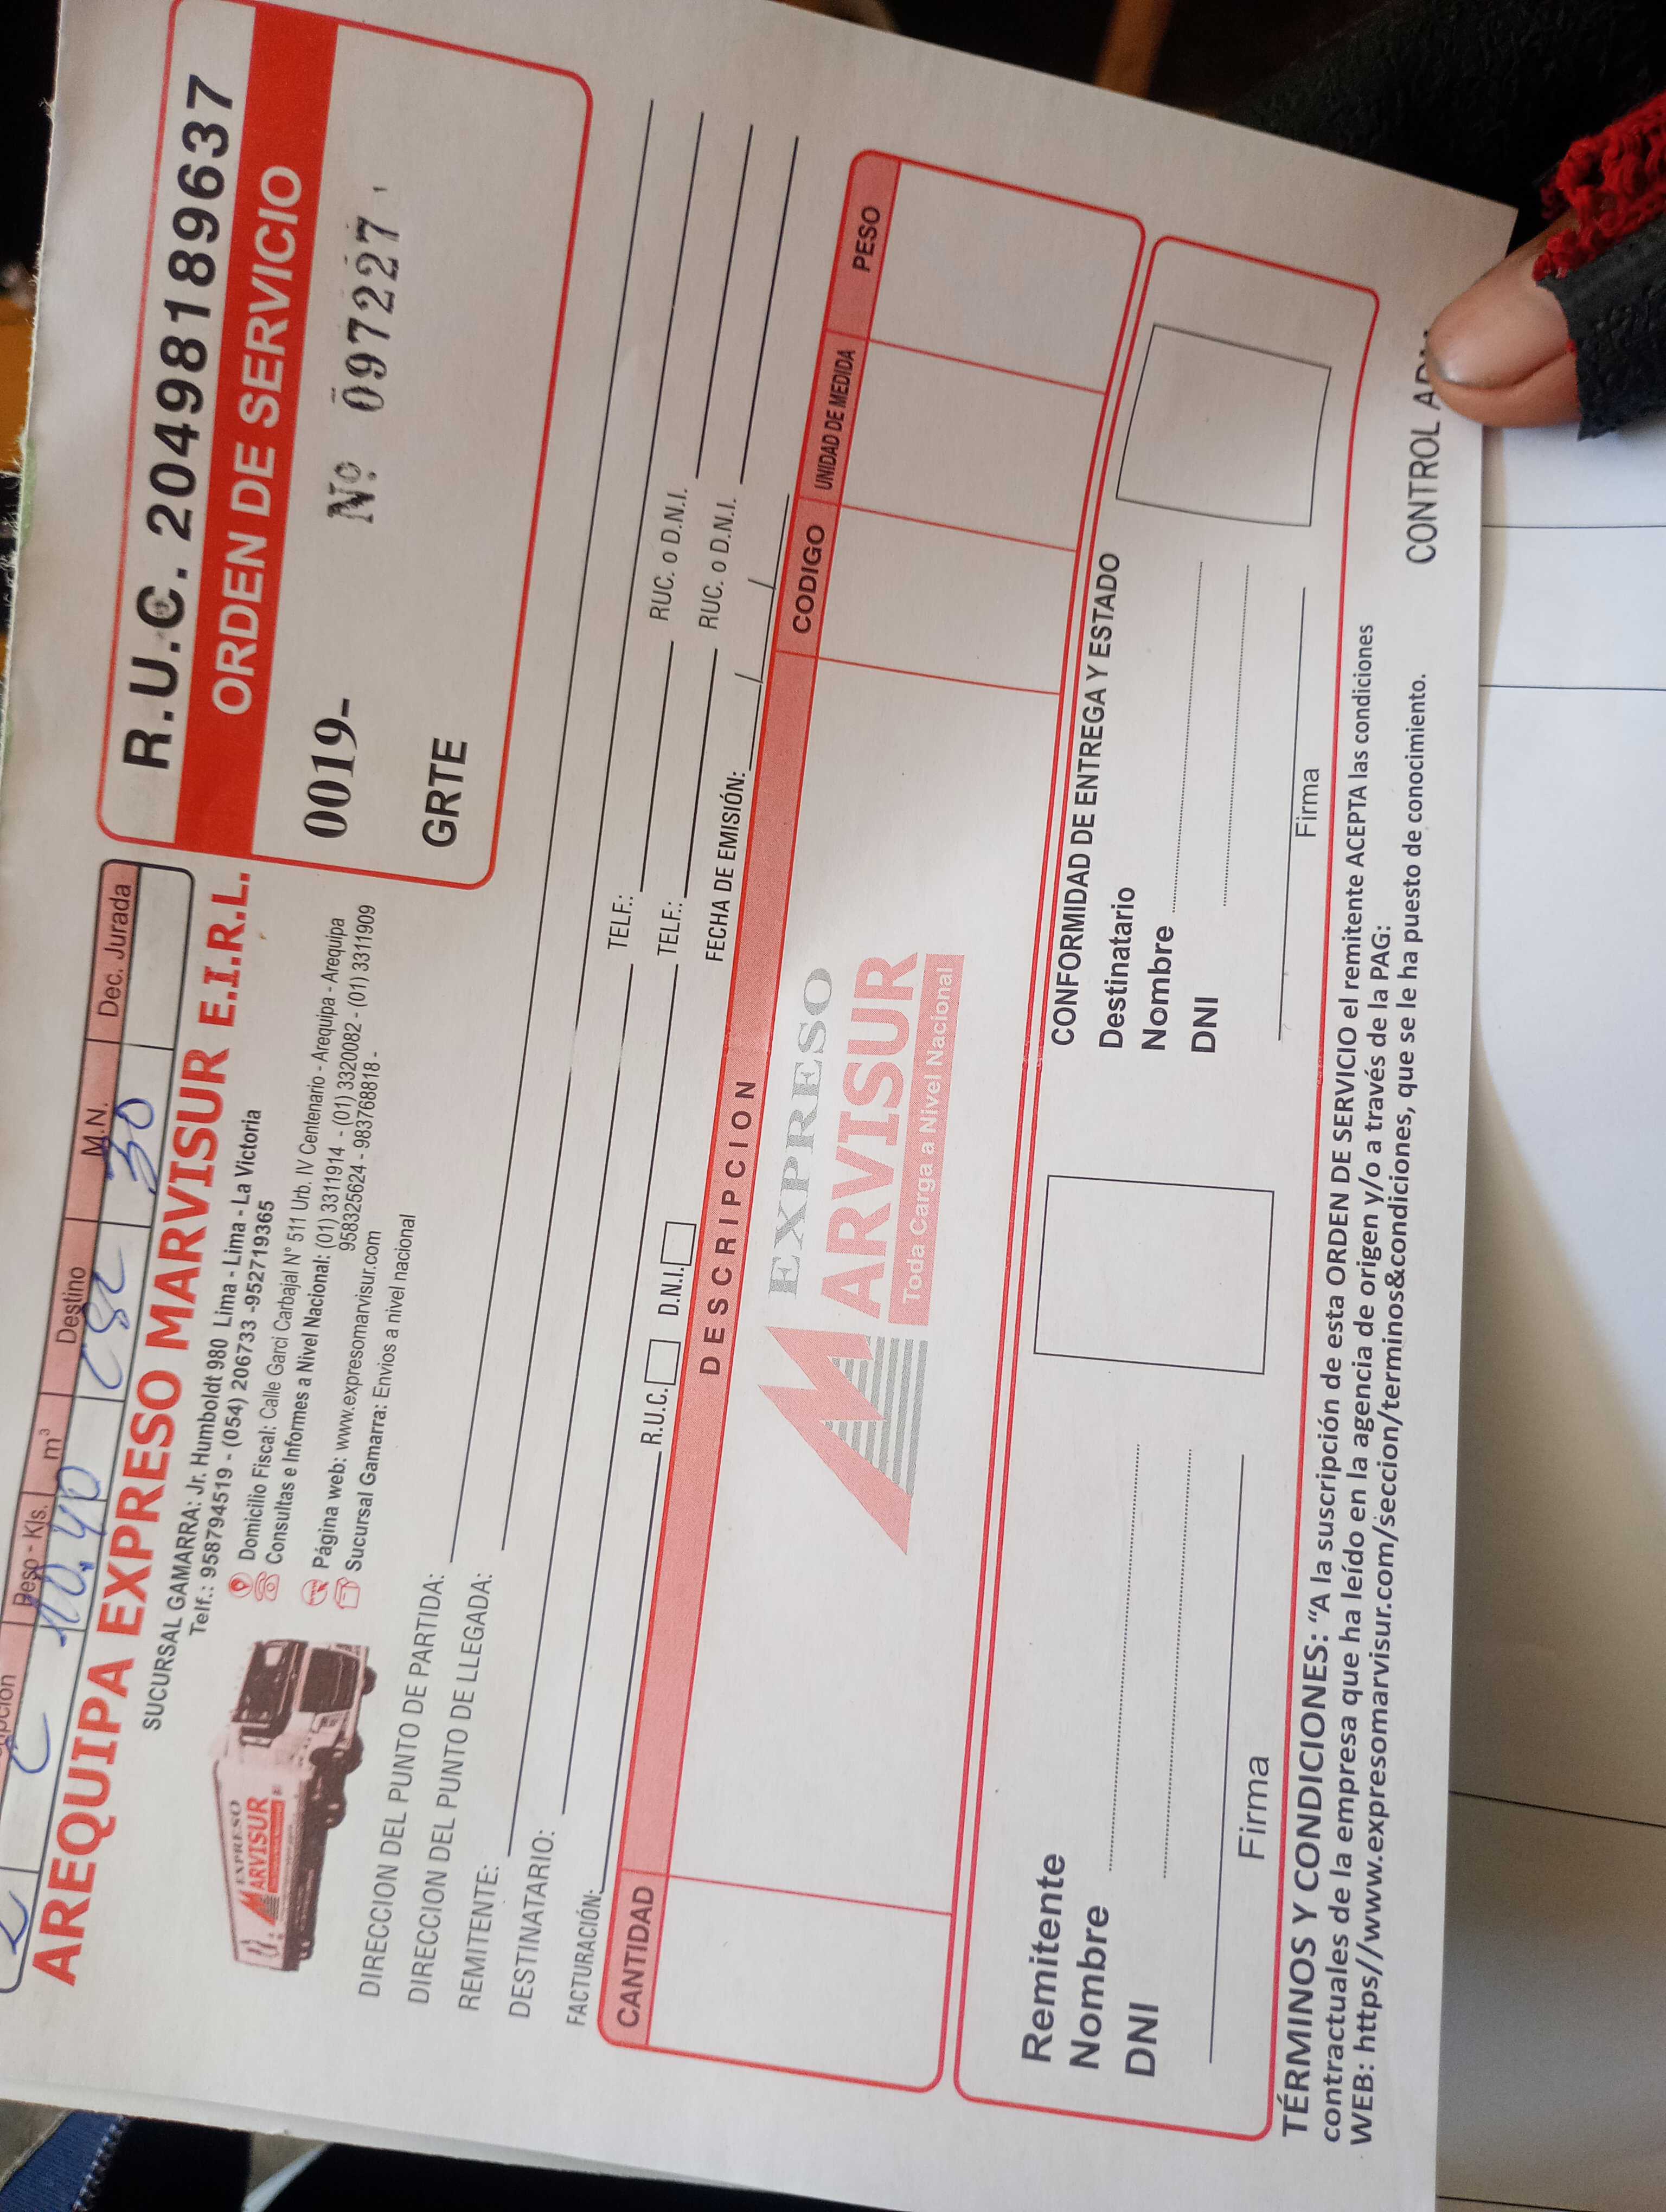 Peso - Kls.
m³
Destino
M.N.
Dec. Jurada
10.40
30
AREQUIPA EXPRESO MARVISUR E.I.R.L.
SUCURSAL GAMARRA: Jr. Humboldt 980 Lima - Lima - La Victoria
Telf.: 958794519 - (054) 206733 -952719365
Domicilio Fiscal: Calle Garci Carbajal N° 511 Urb. IV Centenario - Arequipa - Arequipa
Consultas e Informes a Nivel Nacional: (01) 3311914 - (01) 3320082 - (01) 3311909
958325624 - 983768818 -
Página web: www.expresomarvisur.com
Sucursal Gamarra: Envios a nivel nacional
EXPRESO
MARVISUR
R.U.C. 20498189637
ORDEN DE SERVICIO
0019- Nº 097227
GRTE
DIRECCION DEL PUNTO DE PARTIDA:
DIRECCION DEL PUNTO DE LLEGADA:
REMITENTE: TELF.: RUC. o D.N.I.
DESTINATARIO: TELF.: RUC. o D.N.I.
FACTURACIÓN: R.U.C. D.N.I. FECHA DE EMISIÓN: / /
CANTIDAD DESCRIPCION CODIGO UNIDAD DE MEDIDA PESO
EXPRESO
MARVISUR
Toda Carga a Nivel Nacional
Remitente
Nombre
DNI
Firma
CONFORMIDAD DE ENTREGA Y ESTADO
Destinatario
Nombre
DNI
Firma
TÉRMINOS Y CONDICIONES: “A la suscripción de esta ORDEN DE SERVICIO el remitente ACEPTA las condiciones
contractuales de la empresa que ha leído en la agencia de origen y/o a través de la PAG:
WEB: https//www.expresomarvisur.com/seccion/terminos&condiciones, que se le ha puesto de conocimiento.
CONTROL